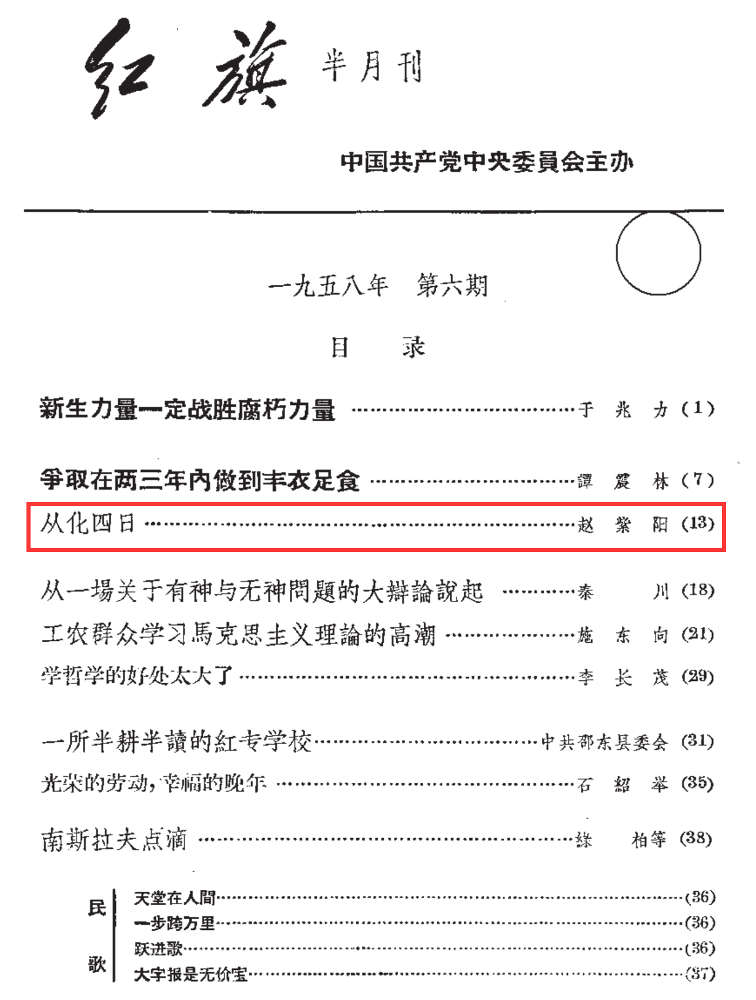 红旗 半月刊
中国共产党中央委員会主办
一九五八年 第六期
目 录
新生力量一定战胜腐朽力量 ……………………………于 兆 力 (1)
爭取在两三年內做到丰衣足食 ……………………………譚 震 林 (7)
从化四日 ……………………………赵 紫 阳 (13)
从一場关于有神与无神問題的大辯論說起 …………秦 川 (18)
工农群众学习馬克思主义理論的高潮 …………………施 东 向 (21)
学哲学的好处太大了 ……………………………李 长 茂 (29)
一所半耕半讀的紅专学校……………………………中共邵东县委会 (31)
光荣的劳动,幸福的晚年 ……………………………石 紹 举 (35)
南斯拉夫点滴 ……………………………綠 柏等 (38)
民歌
天堂在人間……………………………(36)
一步跨万里……………………………(36)
跃进歌……………………………(36)
大字报是无价宝……………………………(37)